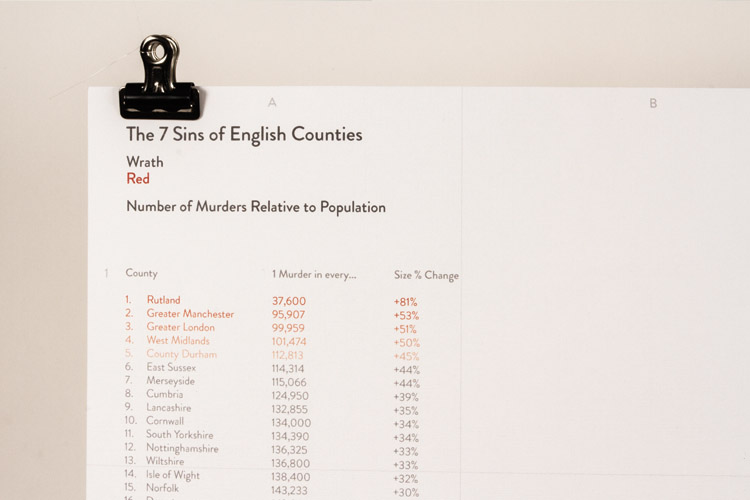 A B
The 7 Sins of English Counties
Wrath
Red
Number of Murders Relative to Population
1 County 1 Murder in every... Size % Change
1. Rutland 37,600 +81%
2. Greater Manchester 95,907 +53%
3. Greater London 99,959 +51%
4. West Midlands 101,474 +50%
5. County Durham 112,813 +45%
6. East Sussex 114,314 +44%
7. Merseyside 115,066 +44%
8. Cumbria 124,950 +39%
9. Lancashire 132,855 +35%
10. Cornwall 134,000 +34%
11. South Yorkshire 134,390 +34%
12. Nottinghamshire 136,325 +33%
13. Wiltshire 136,800 +33%
14. Isle of Wight 138,400 +32%
15. Norfolk 143,233 +30%
16.